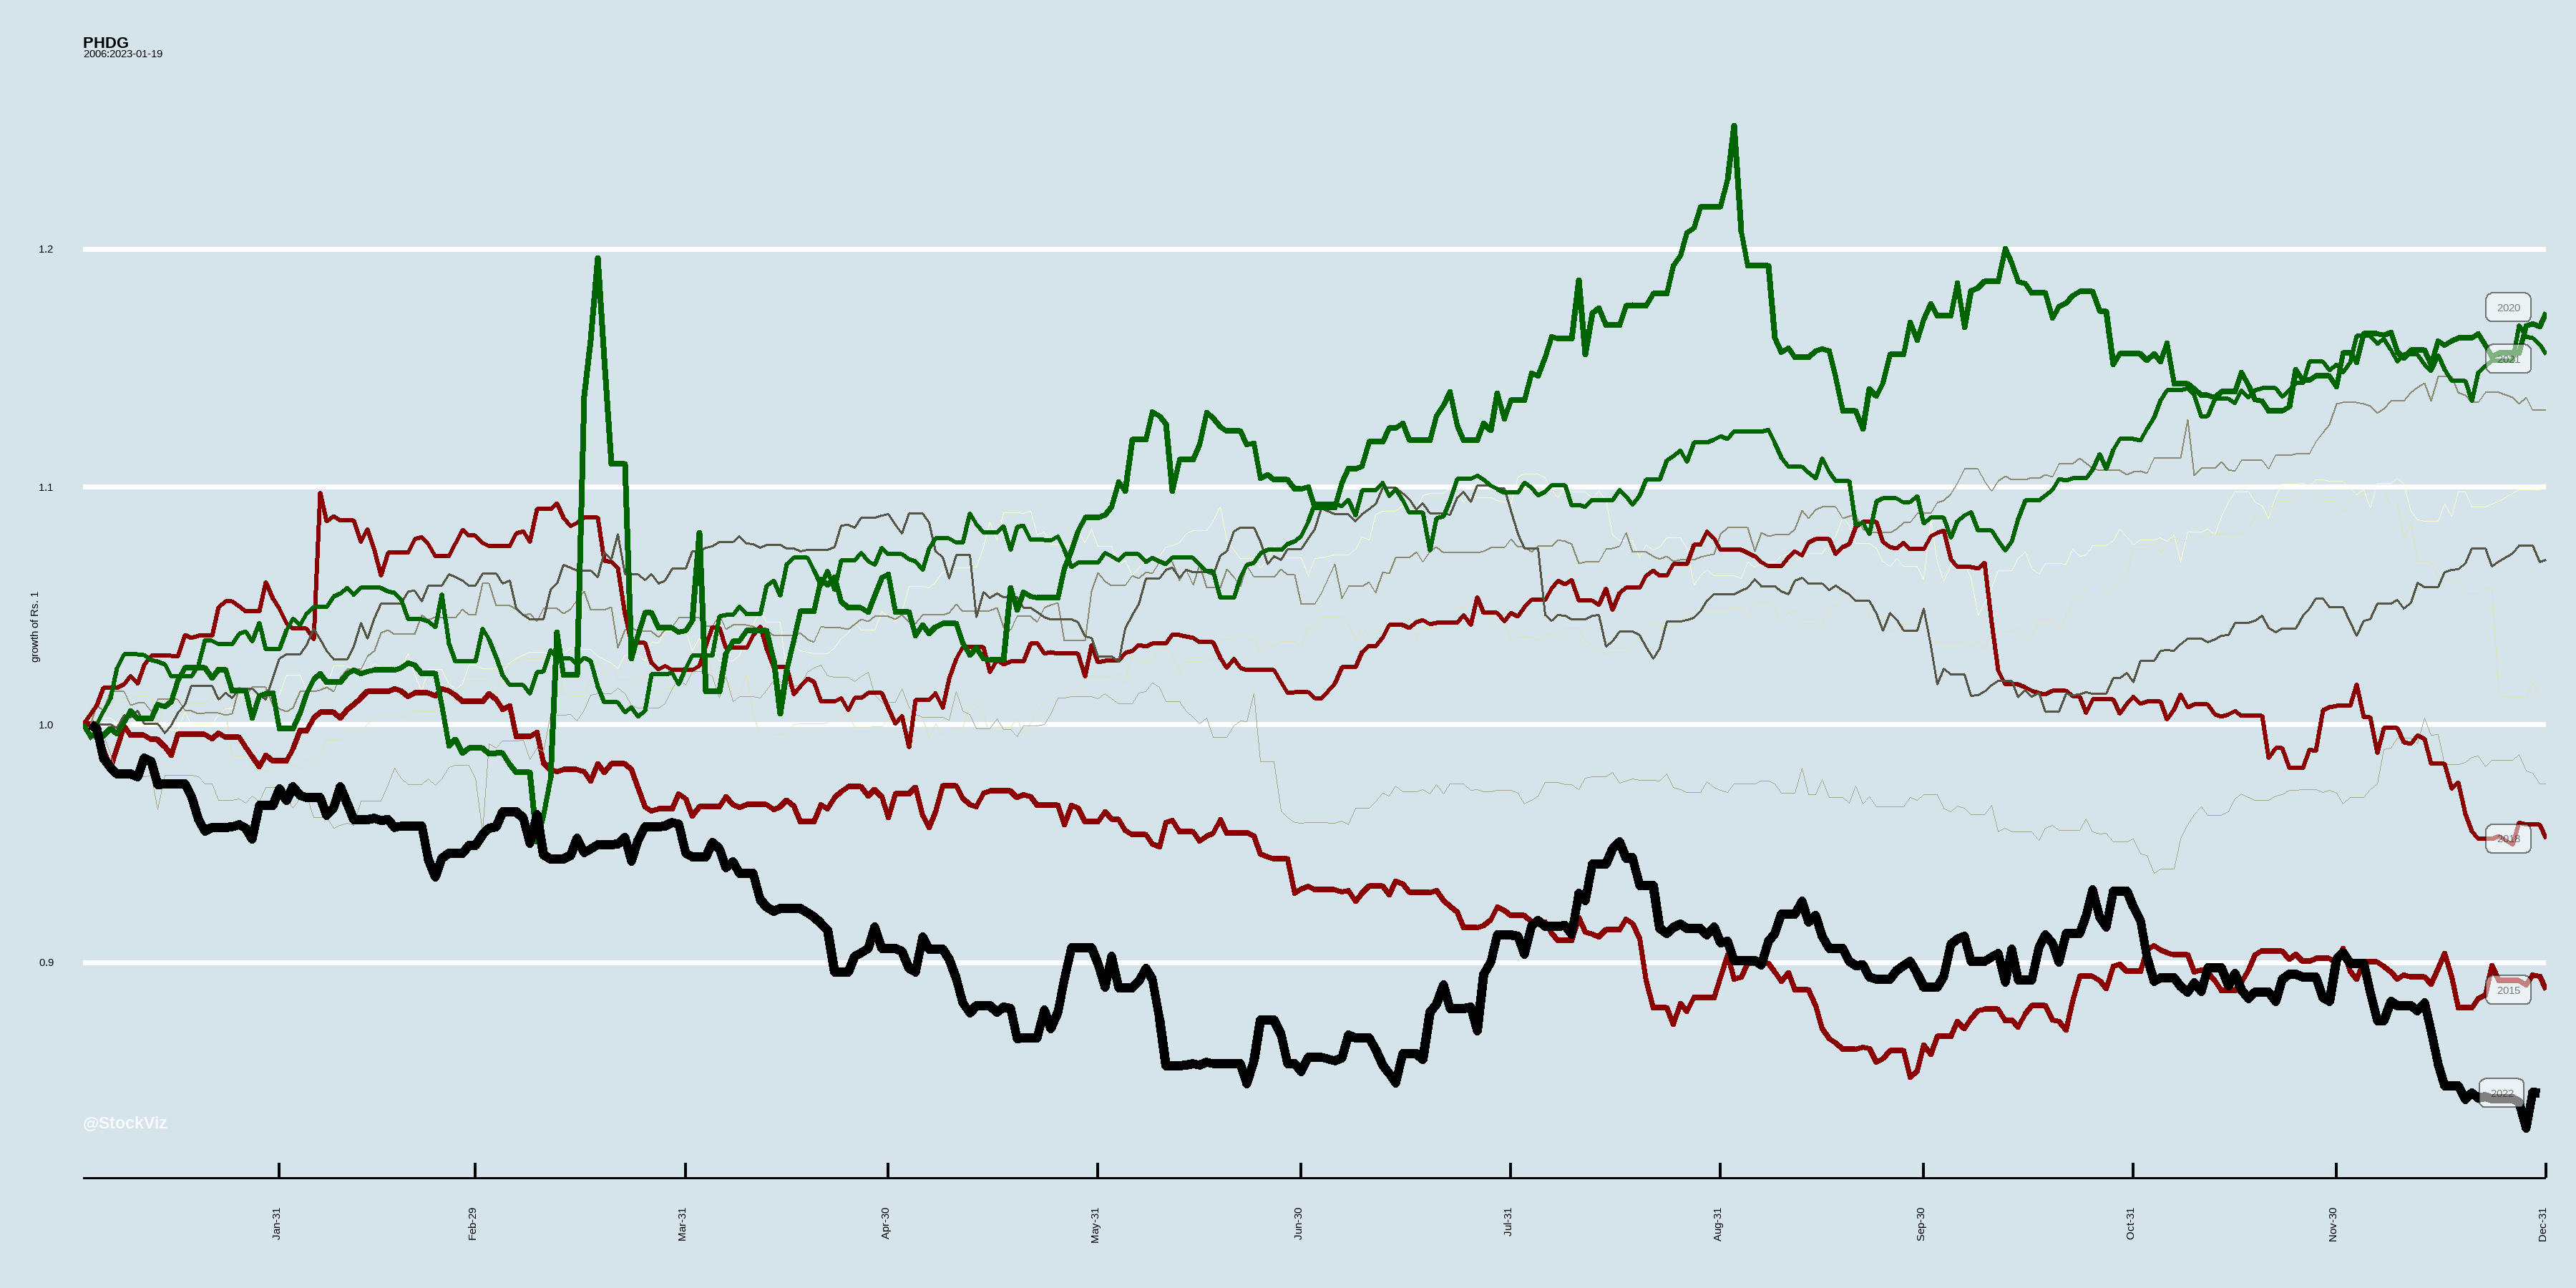 PHDG
2006:2023-01-19
1.2
1.1
1.0
0.9
growth of Rs. 1
2020
2021
2018
2015
2022
@StockViz
Jan-31
Feb-29
Mar-31
Apr-30
May-31
Jun-30
Jul-31
Aug-31
Sep-30
Oct-31
Nov-30
Dec-31